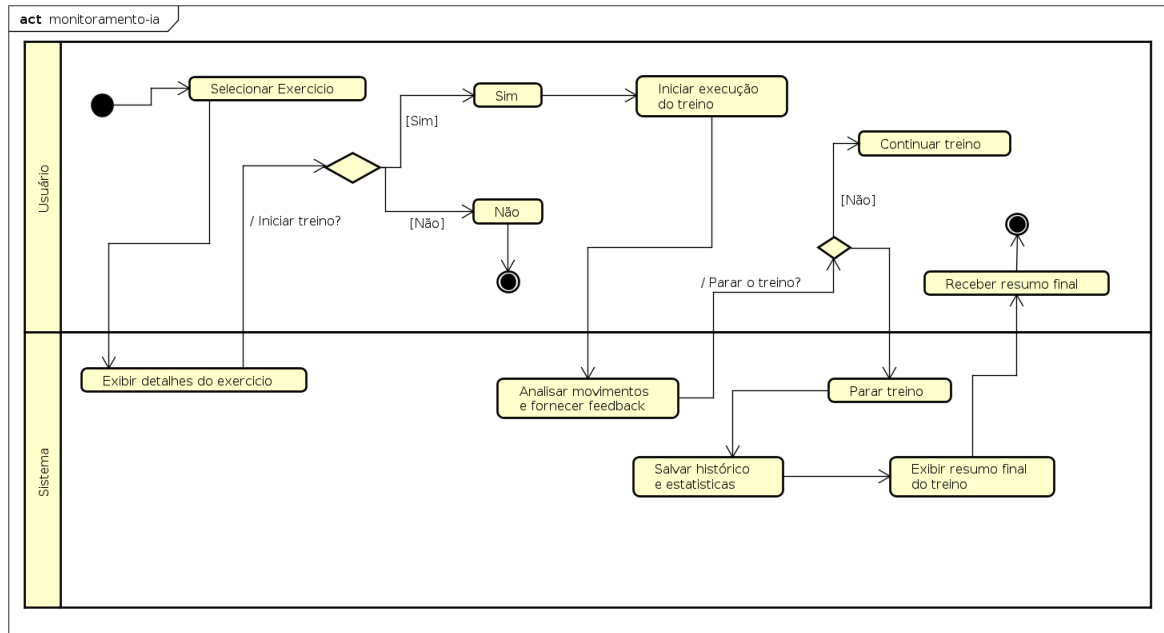 act monitoramento-ia
Usuário
Selecionar Exercicio
Sim
Iniciar execução
do treino
[Sim]
Continuar treino
/ Iniciar treino?
[Não]
Não
[Não]
/ Parar o treino?
Receber resumo final
Sistema
Exibir detalhes do exercicio
Analisar movimentos
e fornecer feedback
Parar treino
Salvar histórico
e estatisticas
Exibir resumo final
do treino